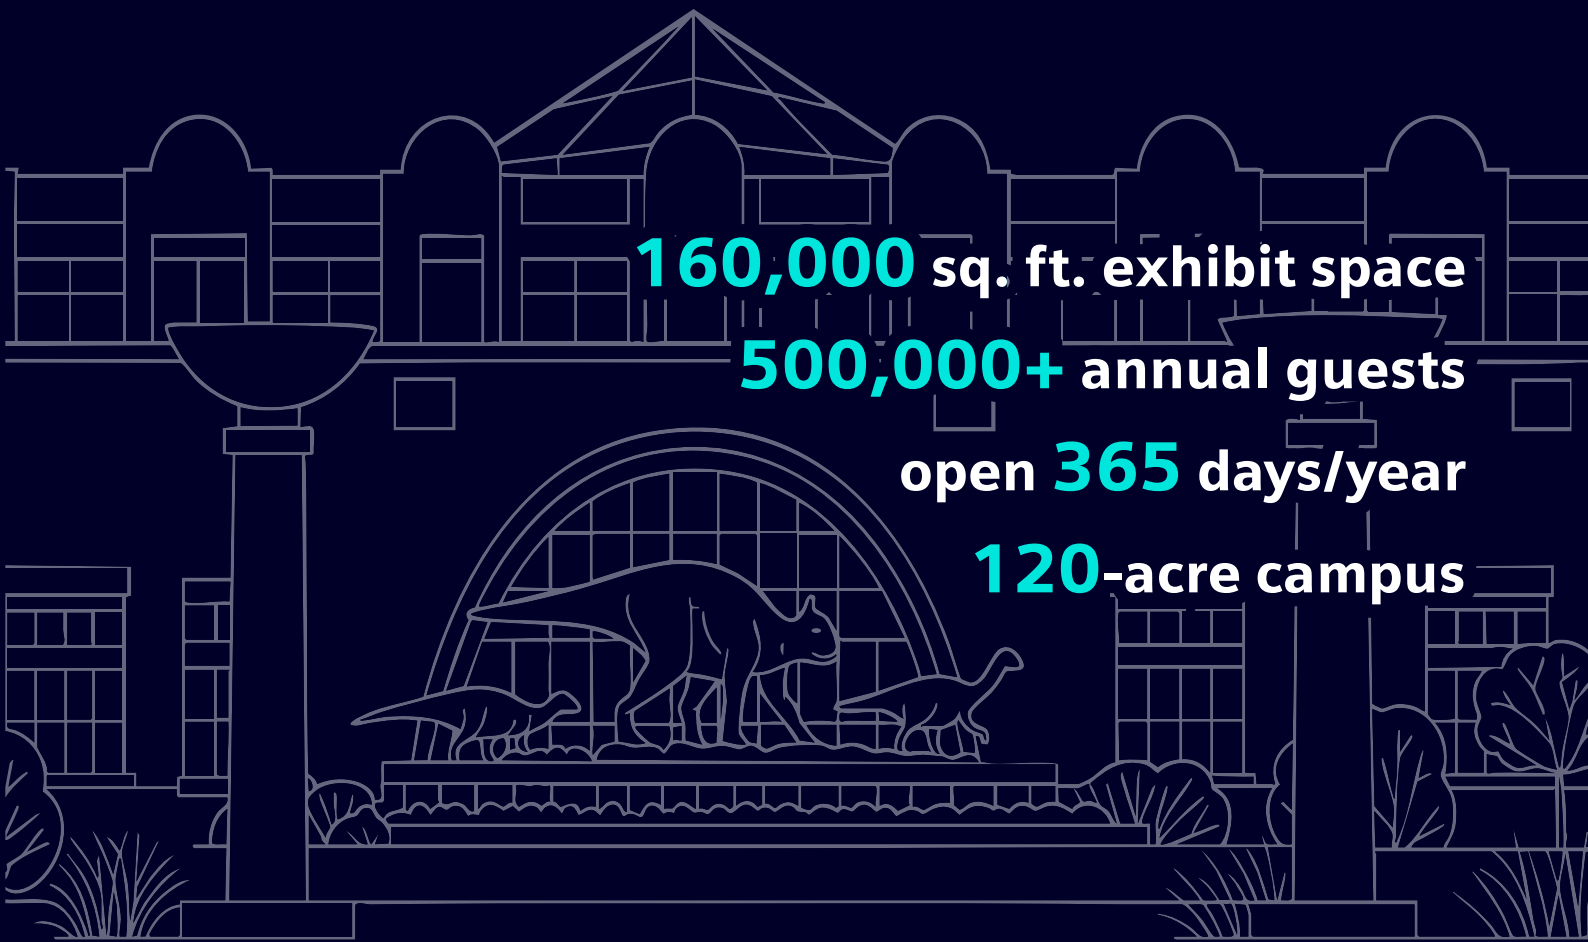 160,000 sq. ft. exhibit space
500,000+ annual guests
open 365 days/year
120-acre campus